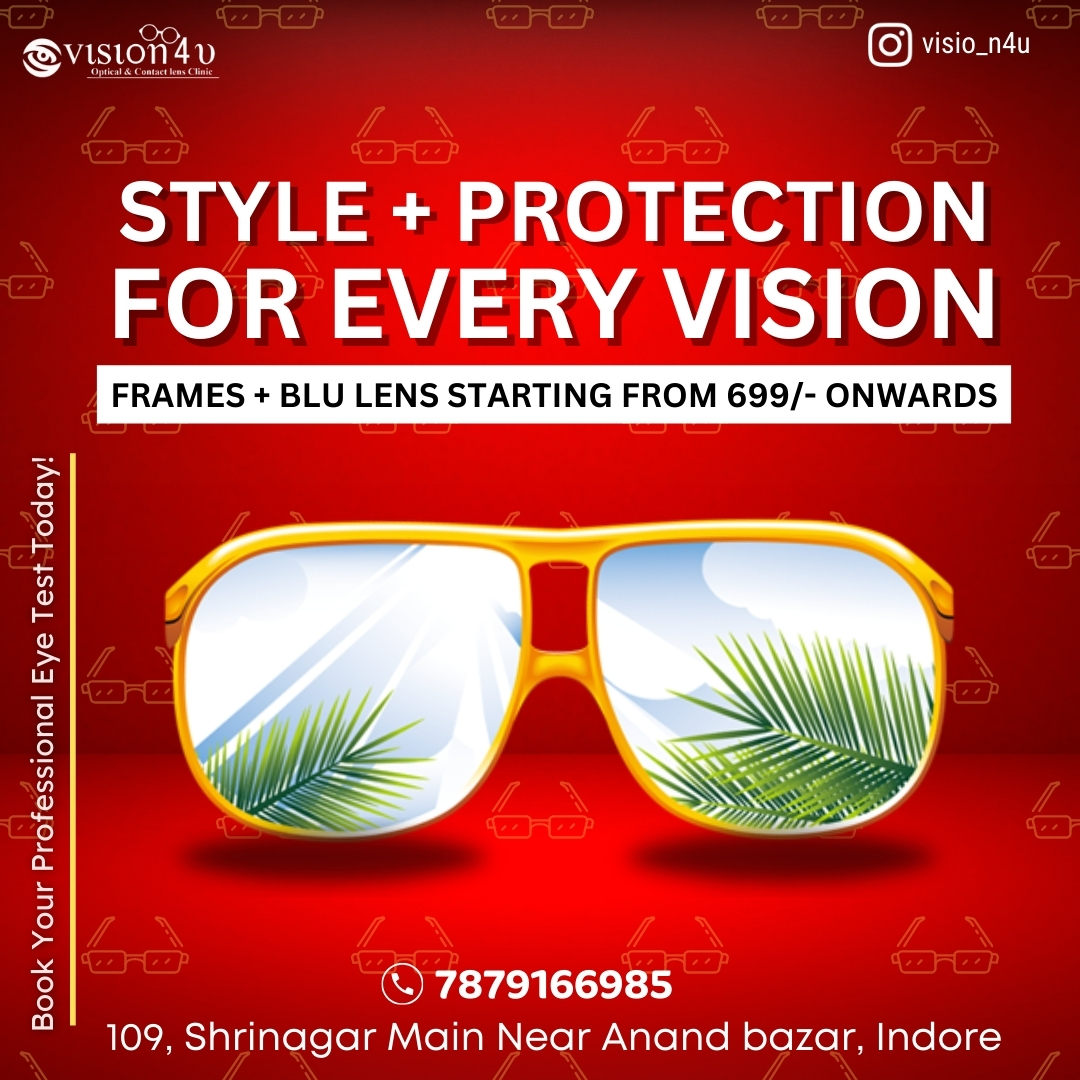 vision4u
Optical & Contact lens Clinic
visio_n4u
STYLE + PROTECTION
FOR EVERY VISION
FRAMES + BLU LENS STARTING FROM 699/- ONWARDS
Book Your Professional Eye Test Today!
7879166985
109, Shrinagar Main Near Anand bazar, Indore